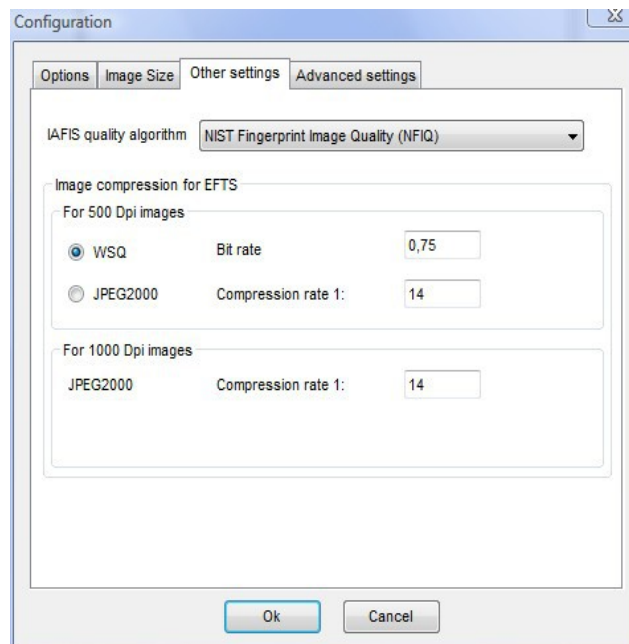 Configuration
Options Image Size Other settings Advanced settings
IAFIS quality algorithm NIST Fingerprint Image Quality (NFIQ)
Image compression for EFTS
For 500 Dpi images
WSQ Bit rate 0,75
JPEG2000 Compression rate 1: 14
For 1000 Dpi images
JPEG2000 Compression rate 1: 14
Ok Cancel